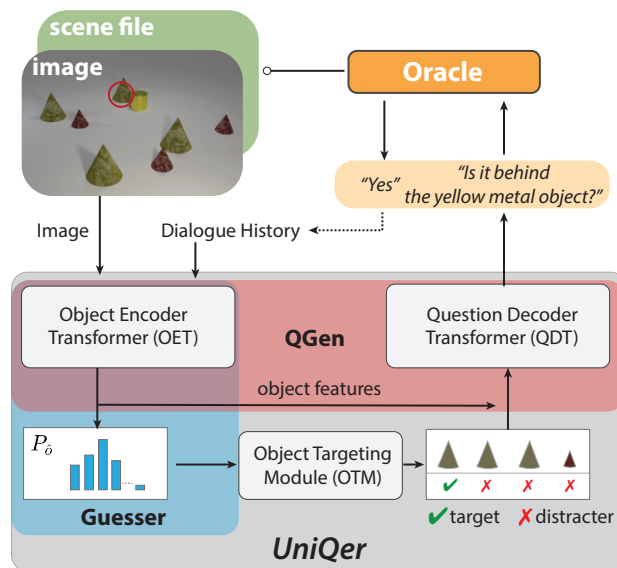 scene file
image
Oracle
"Yes"
"Is it behind
the yellow metal object?"
Image
Dialogue History
Object Encoder
Transformer (OET)
QGen
Question Decoder
Transformer (QDT)
object features
Pô
Object Targeting
Module (OTM)
Guesser
✔target ✗distracter
UniQer